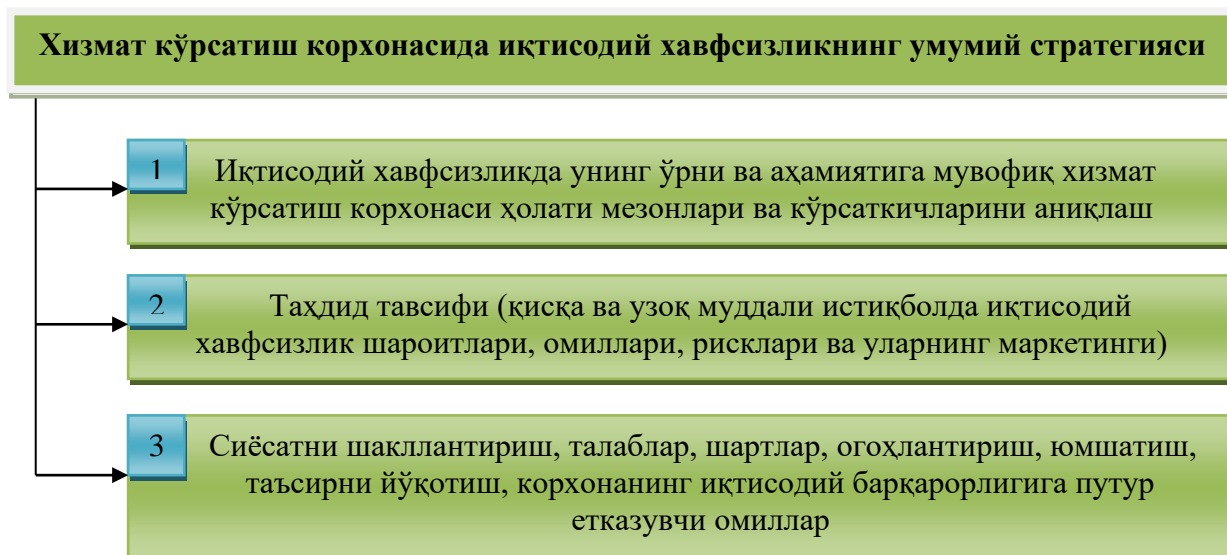 Хизмат кўрсатиш корхонасида иқтисодий хавфсизликнинг умумий стратегияси
1
Иқтисодий хавфсизликда унинг ўрни ва аҳамиятига мувофиқ хизмат
кўрсатиш корхонаси ҳолати мезонлари ва кўрсаткичларини аниқлаш
2
Таҳдид тавсифи (қисқа ва узоқ муддали истиқболда иқтисодий
хавфсизлик шароитлари, омиллари, рисклари ва уларнинг маркетинги)
3
Сиёсатни шакллантириш, талаблар, шартлар, огоҳлантириш, юмшатиш,
таъсирни йўқотиш, корхонанинг иқтисодий барқарорлигига путур
етказувчи омиллар